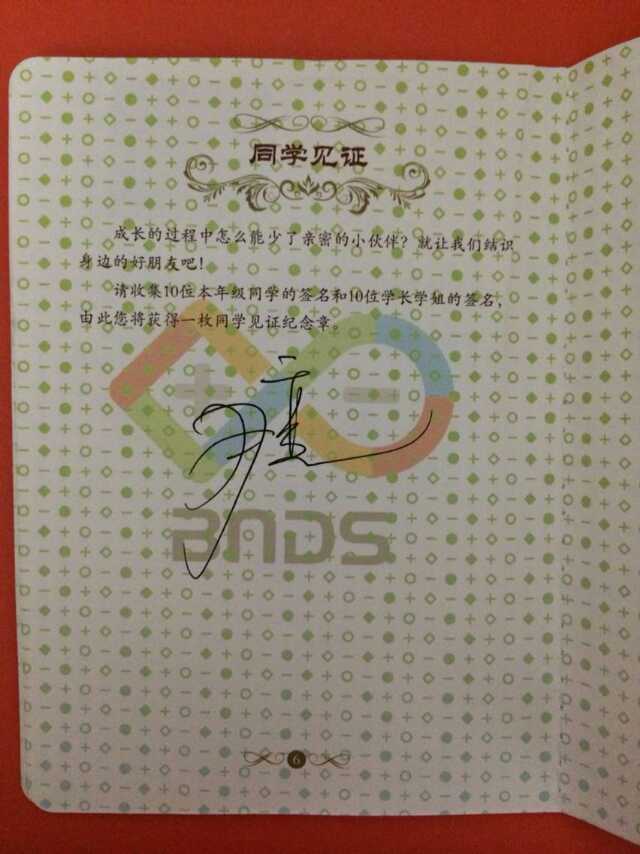 同学见证
成长的过程中怎么能少了亲密的小伙伴？就让我们结识
身边的好朋友吧！
请收集10位本年级同学的签名和10位学长学姐的签名，
由此您将获得一枚同学见证纪念章。
BNDS
6